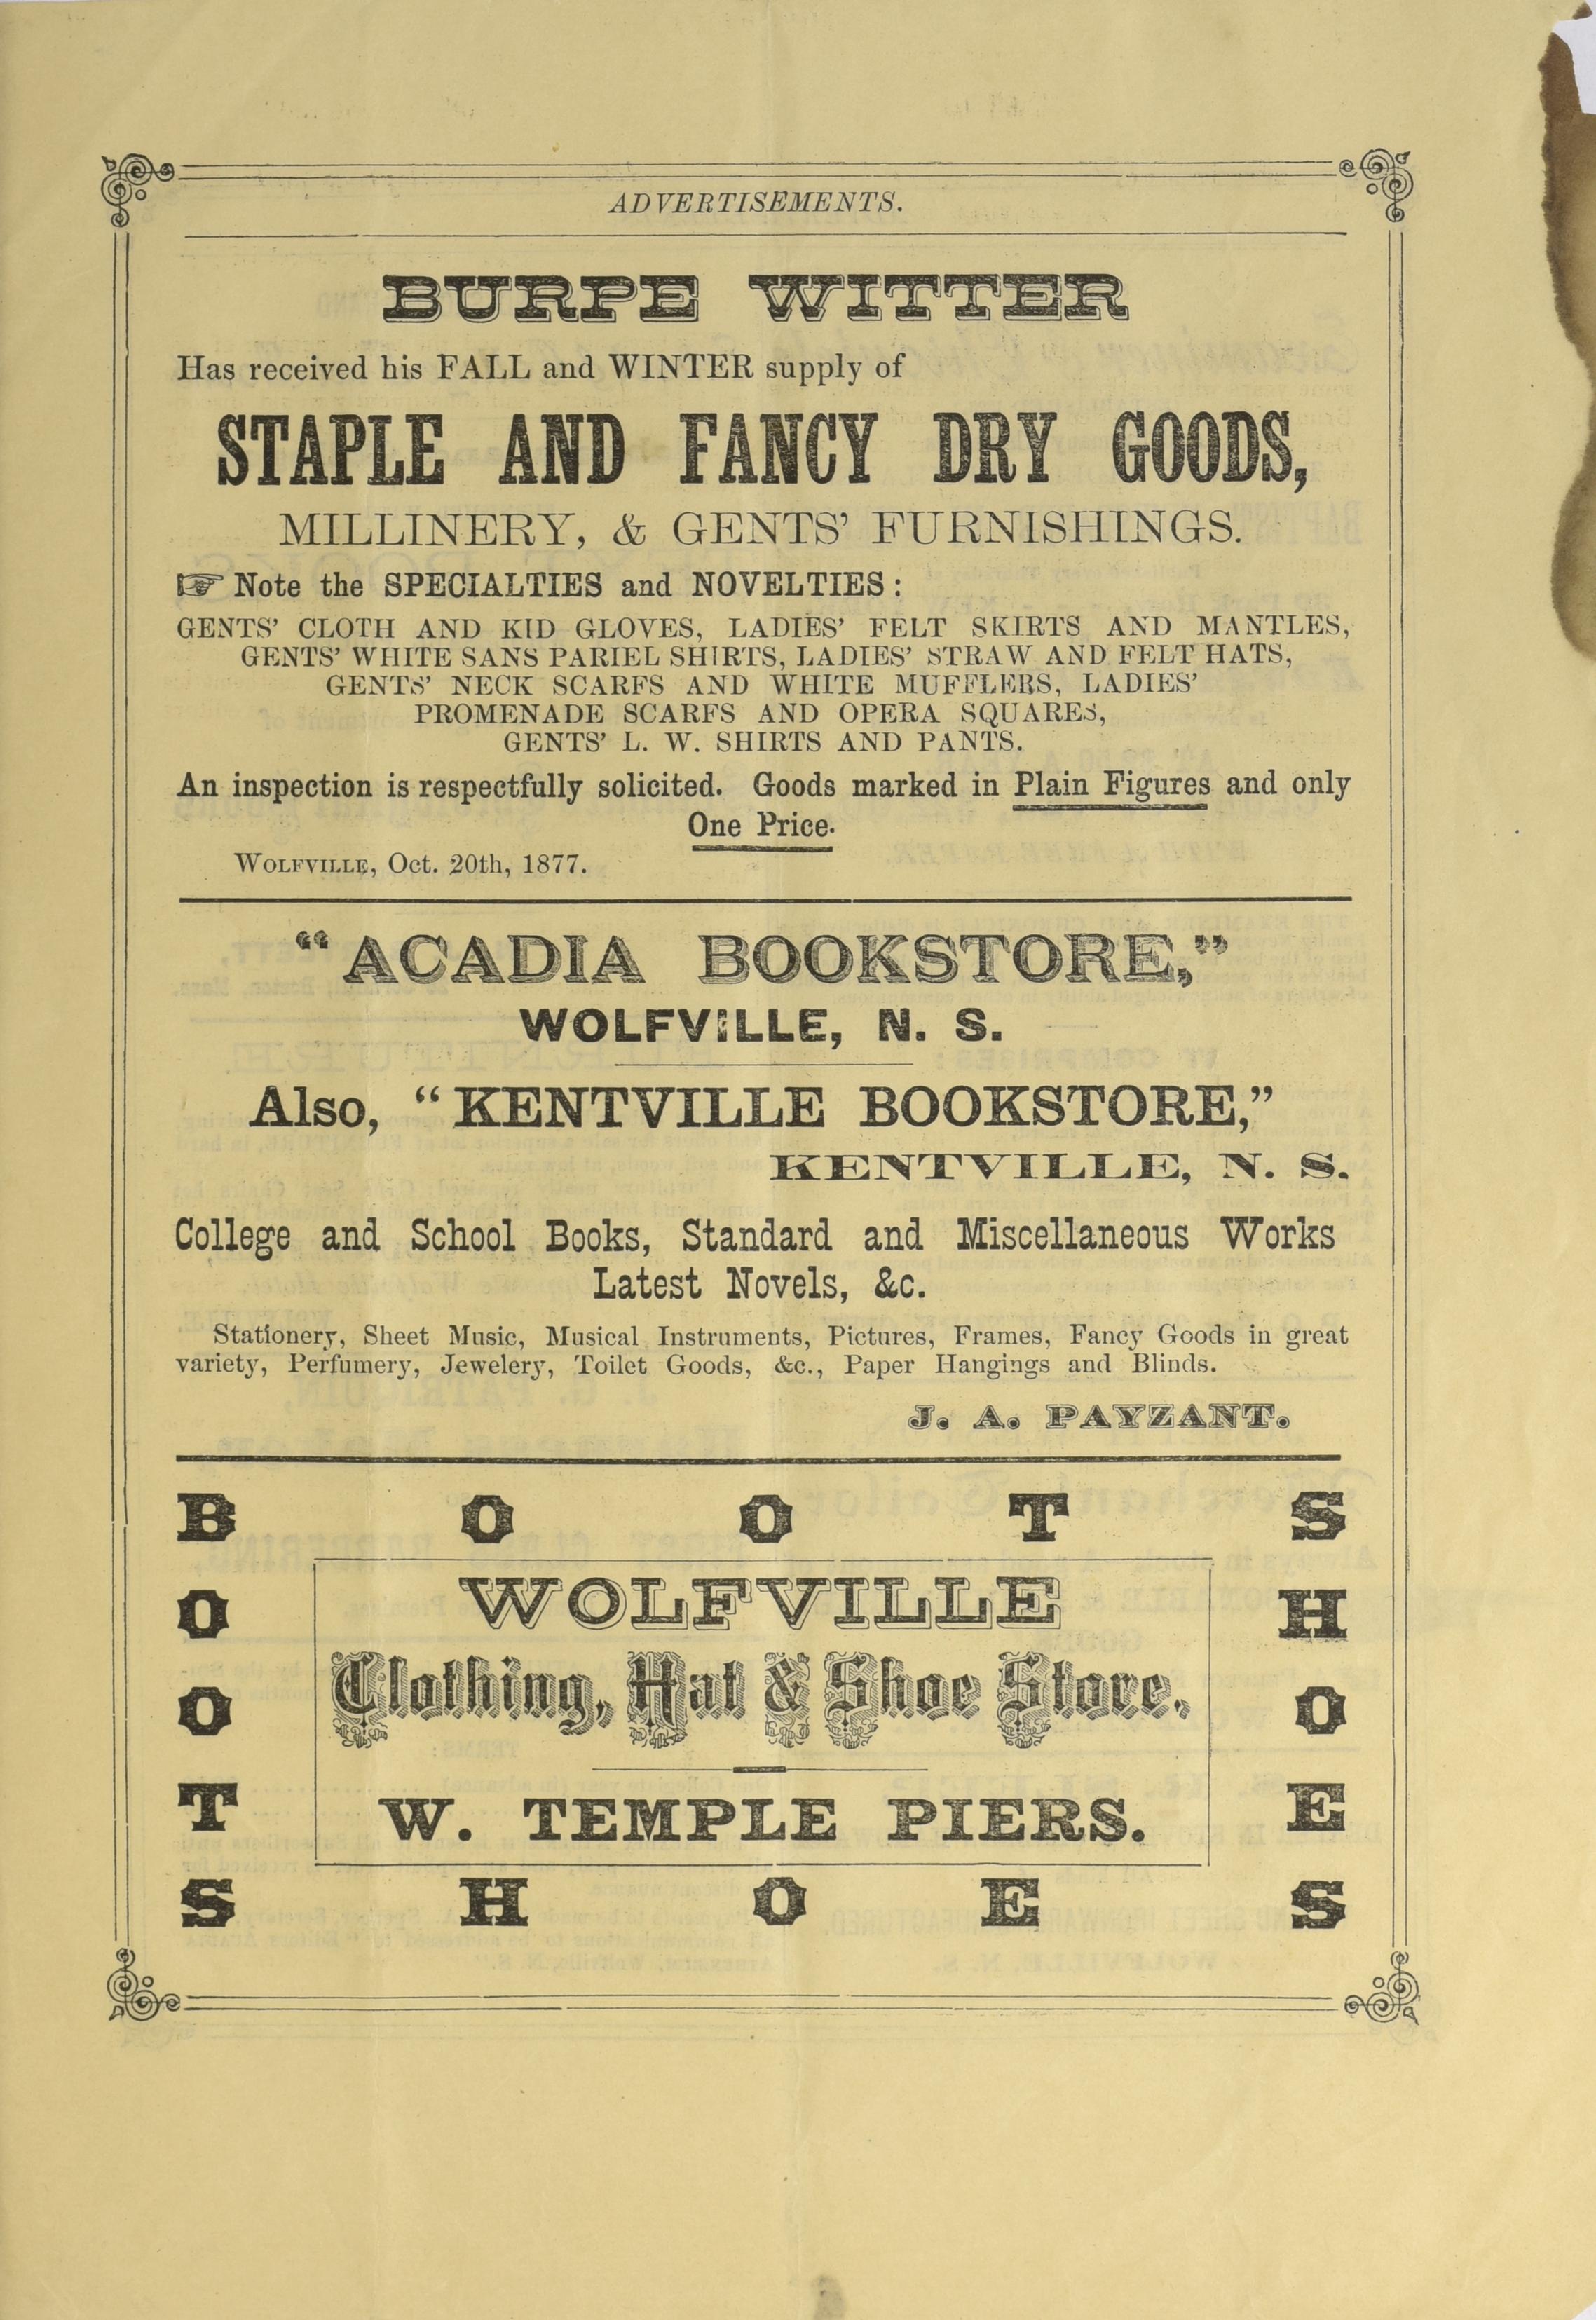 ADVERTISEMENTS.
BURPE WITTER
Has received his FALL and WINTER supply of
STAPLE AND FANCY DRY GOODS,
MILLINERY, & GENTS' FURNISHINGS.
☞ Note the SPECIALTIES and NOVELTIES:
GENTS' CLOTH AND KID GLOVES, LADIES' FELT SKIRTS AND MANTLES,
GENTS' WHITE SANS PARIEL SHIRTS, LADIES' STRAW AND FELT HATS,
GENTS' NECK SCARFS AND WHITE MUFFLERS, LADIES'
PROMENADE SCARFS AND OPERA SQUARES,
GENTS' L. W. SHIRTS AND PANTS.
An inspection is respectfully solicited. Goods marked in Plain Figures and only
One Price.
WOLFVILLE, Oct. 20th, 1877.
"ACADIA BOOKSTORE,"
WOLFVILLE, N. S.
Also, "KENTVILLE BOOKSTORE,"
KENTVILLE, N. S.
College and School Books, Standard and Miscellaneous Works
Latest Novels, &c.
Stationery, Sheet Music, Musical Instruments, Pictures, Frames, Fancy Goods in great
variety, Perfumery, Jewelery, Toilet Goods, &c., Paper Hangings and Blinds.
J. A. PAYZANT.
BOOTS
BOOTS
WOLFVILLE
Clothing, Hat & Shoe Store.
W. TEMPLE PIERS.
SHOES
SHOES